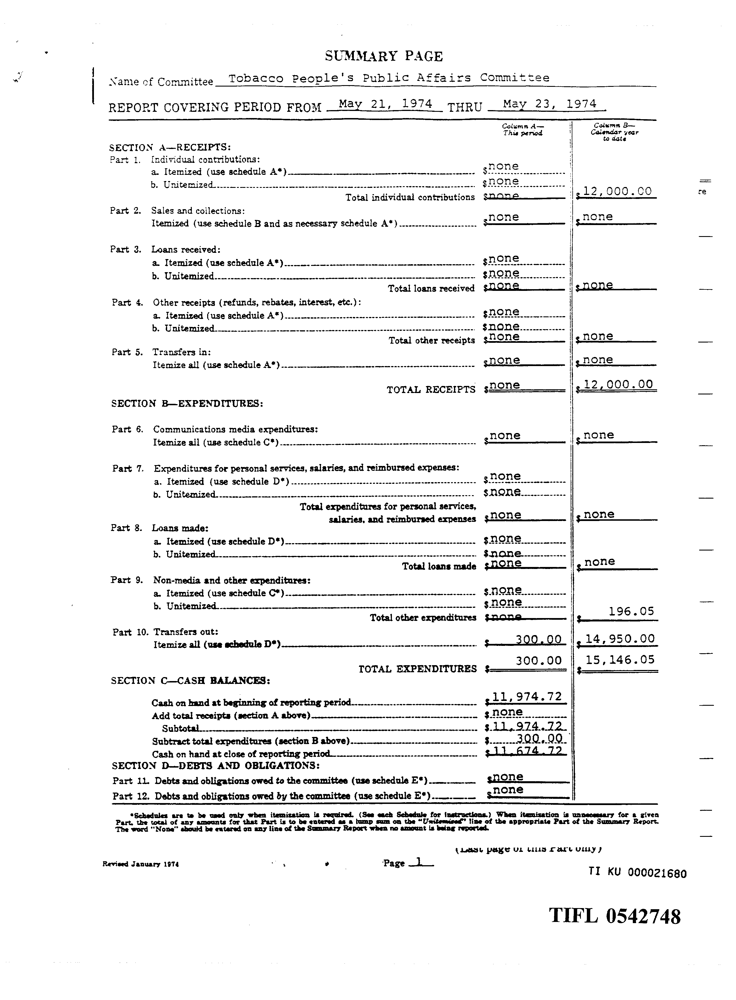 SUMMARY PAGE
Name of Committee Tobacco People's Public Affairs Committee
REPORT COVERING PERIOD FROM May 21, 1974 THRU May 23, 1974
Column A—
This period
Column B—
Calendar year
to date
SECTION A—RECEIPTS:
Part 1. Individual contributions:
a. Itemized (use schedule A*) $ none
b. Unitemized $ none
Total individual contributions $ none $ 12,000.00
re
Part 2. Sales and collections:
Itemized (use schedule B and as necessary schedule A*) $ none $ none
Part 3. Loans received:
a. Itemized (use schedule A*) $ none
b. Unitemized $ none
Total loans received $ none $ none
Part 4. Other receipts (refunds, rebates, interest, etc.):
a. Itemized (use schedule A*) $ none
b. Unitemized $ none
Total other receipts $ none $ none
Part 5. Transfers in:
Itemize all (use schedule A*) $ none $ none
TOTAL RECEIPTS $ none $ 12,000.00
SECTION B—EXPENDITURES:
Part 6. Communications media expenditures:
Itemize all (use schedule C*) $ none $ none
Part 7. Expenditures for personal services, salaries, and reimbursed expenses:
a. Itemized (use schedule D*) $ none
b. Unitemized $ none
Total expenditures for personal services,
salaries, and reimbursed expenses $ none $ none
Part 8. Loans made:
a. Itemized (use schedule D*) $ none
b. Unitemized $ none
Total loans made $ none $ none
Part 9. Non-media and other expenditures:
a. Itemized (use schedule C*) $ none
b. Unitemized $ none
Total other expenditures $ none $ 196.05
Part 10. Transfers out:
Itemize all (use schedule D*) $ 300.00 $ 14,950.00
TOTAL EXPENDITURES $ 300.00 $ 15,146.05
SECTION C—CASH BALANCES:
Cash on hand at beginning of reporting period $ 11,974.72
Add total receipts (section A above) $ none
Subtotal $ 11,974.72
Subtract total expenditures (section B above) $ 300.00
Cash on hand at close of reporting period $ 11,674.72
SECTION D—DEBTS AND OBLIGATIONS:
Part 11. Debts and obligations owed to the committee (use schedule E*) $ none
Part 12. Debts and obligations owed by the committee (use schedule E*) $ none
*Schedules are to be used only when itemization is required. (See each Schedule for instructions.) When itemization is unnecessary for a given
Part, the total of any amounts for that Part is to be entered as a lump sum on the "Unitemized" line of the appropriate Part of the Summary Report.
The word "None" should be entered on any line of the Summary Report when no amount is being reported.
(Last page of this Part only)
Revised January 1974 Page 1
TI KU 000021680
TIFL 0542748